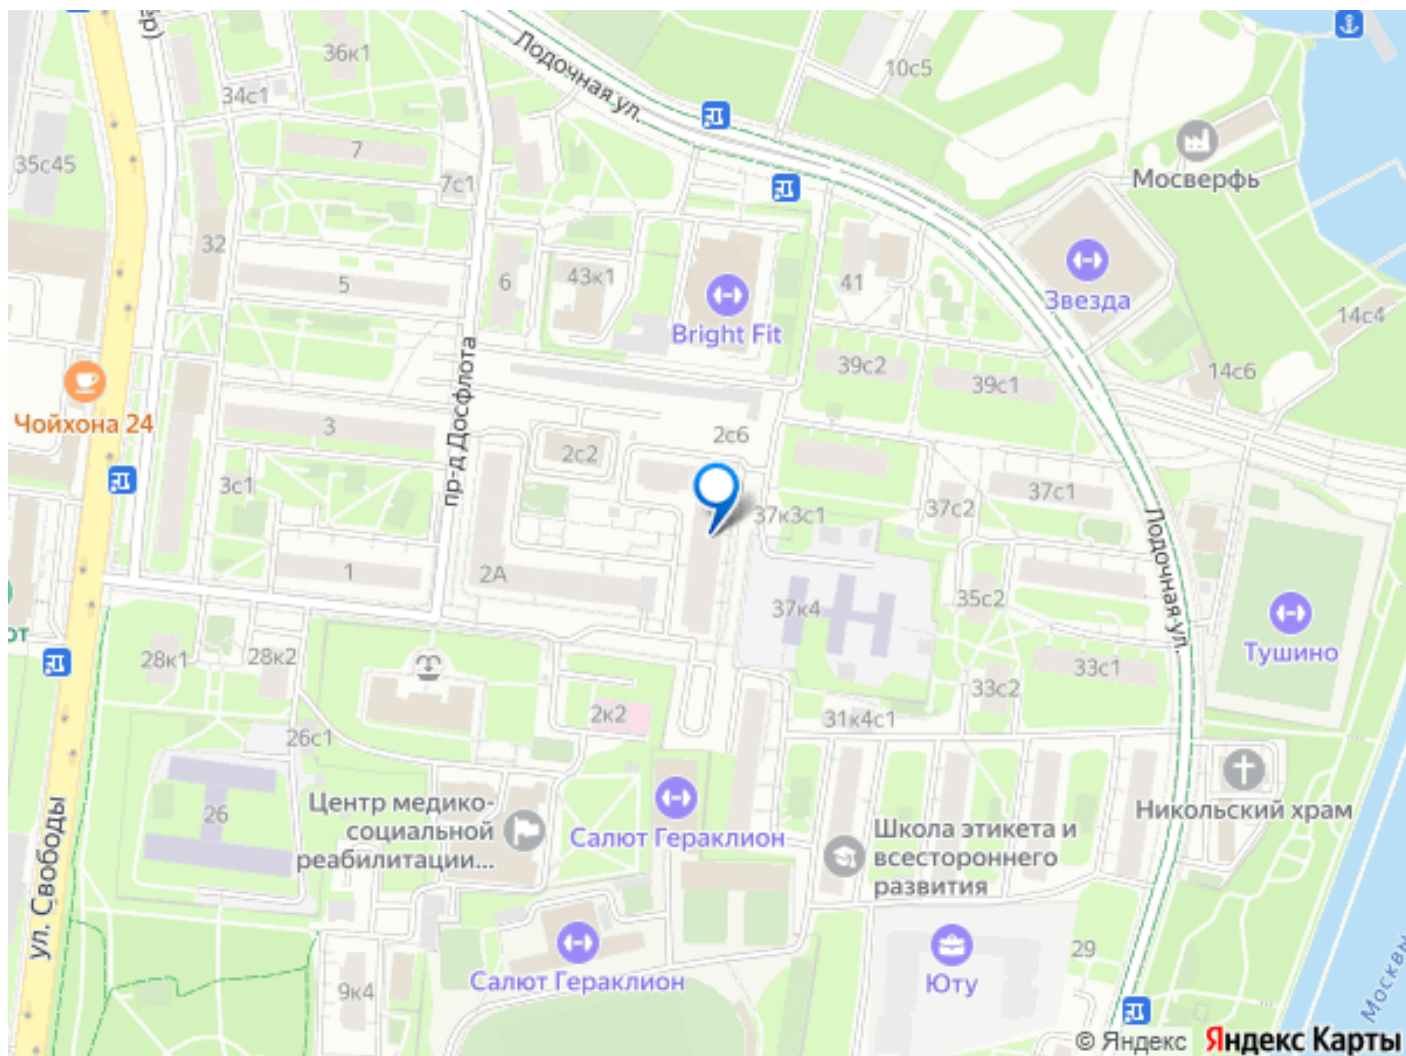 36к1
34с1
10с5
Лодочная ул.
35с45
7
7с1
Мосверфь
32
5
6
43к1
41
Звезда
14с4
Bright Fit
39с2
39с1
14с6
Чойхона 24
3
пр-д Досфлота
2с6
2с2
3с1
37к3с1
37с2
37с1
Лодочная ул.
1
2А
37к4
35с2
Тушино
28к1
28к2
33с1
33с2
2к2
31к4с1
26с1
26
Центр медико-
социальной
реабилитации...
Салют Гераклион
Школа этикета и
всестороннего
развития
Никольский храм
ул. Свободы
Салют Гераклион
9к4
Юту
29
Москвы
© Яндекс Яндекс Карты